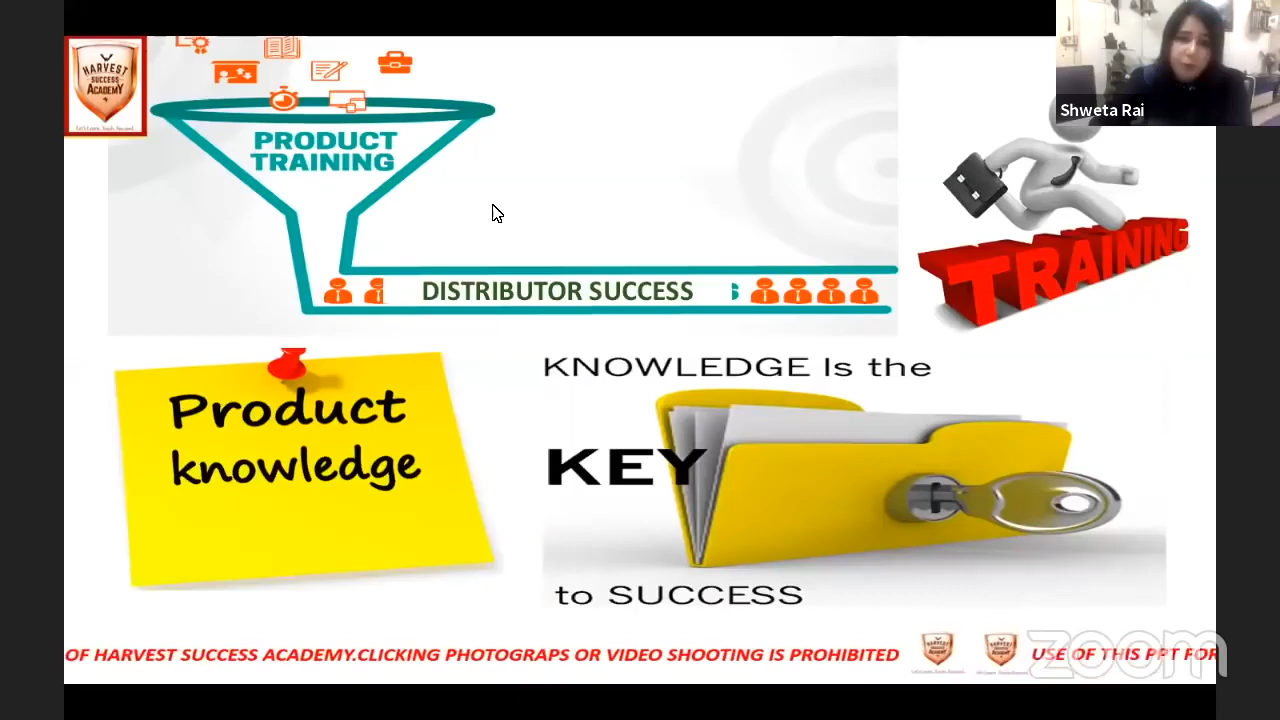 HARVEST
SUCCESS
ACADEMY
Shweta Rai
PRODUCT
TRAINING
TRAINING
DISTRIBUTOR SUCCESS
Product
knowledge
KNOWLEDGE Is the
KEY
to SUCCESS
OF HARVEST SUCCESS ACADEMY.CLICKING PHOTOGRAPS OR VIDEO SHOOTING IS PROHIBITED
USE OF THIS PPT FOR
zoom